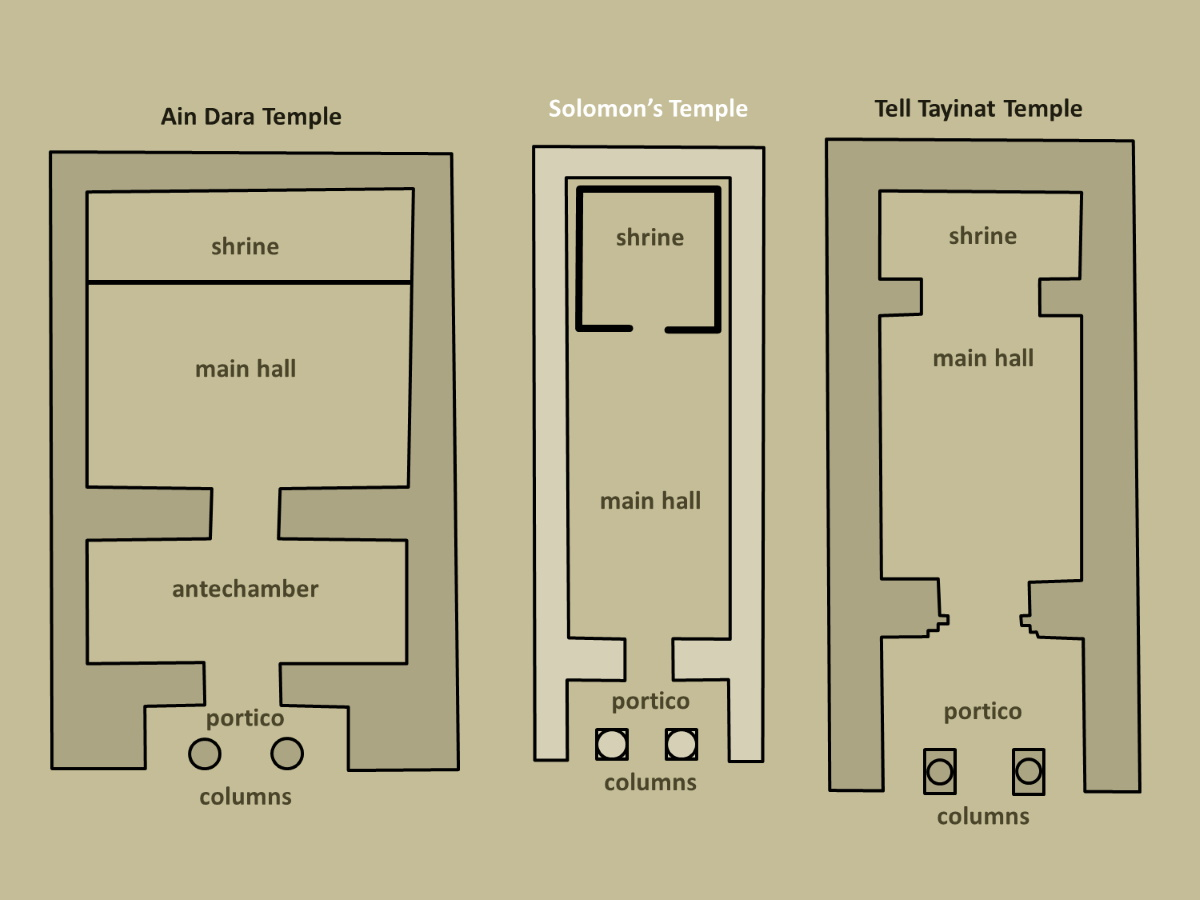 Ain Dara Temple
shrine
main hall
antechamber
portico
columns
Solomon’s Temple
shrine
main hall
portico
columns
Tell Tayinat Temple
shrine
main hall
portico
columns